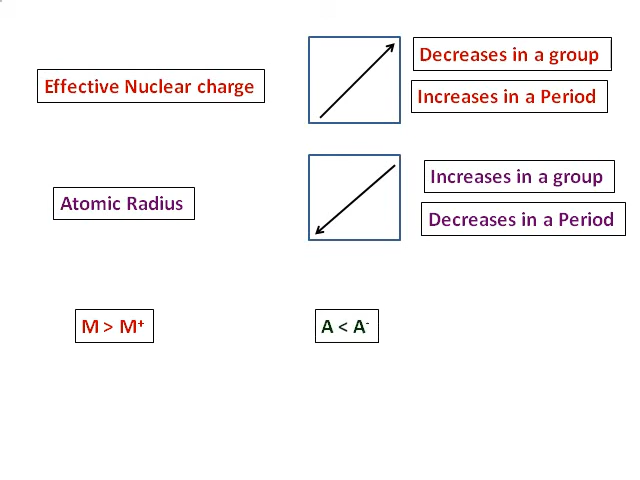 Effective Nuclear charge
Decreases in a group
Increases in a Period
Atomic Radius
Increases in a group
Decreases in a Period
M > M⁺
A < A⁻